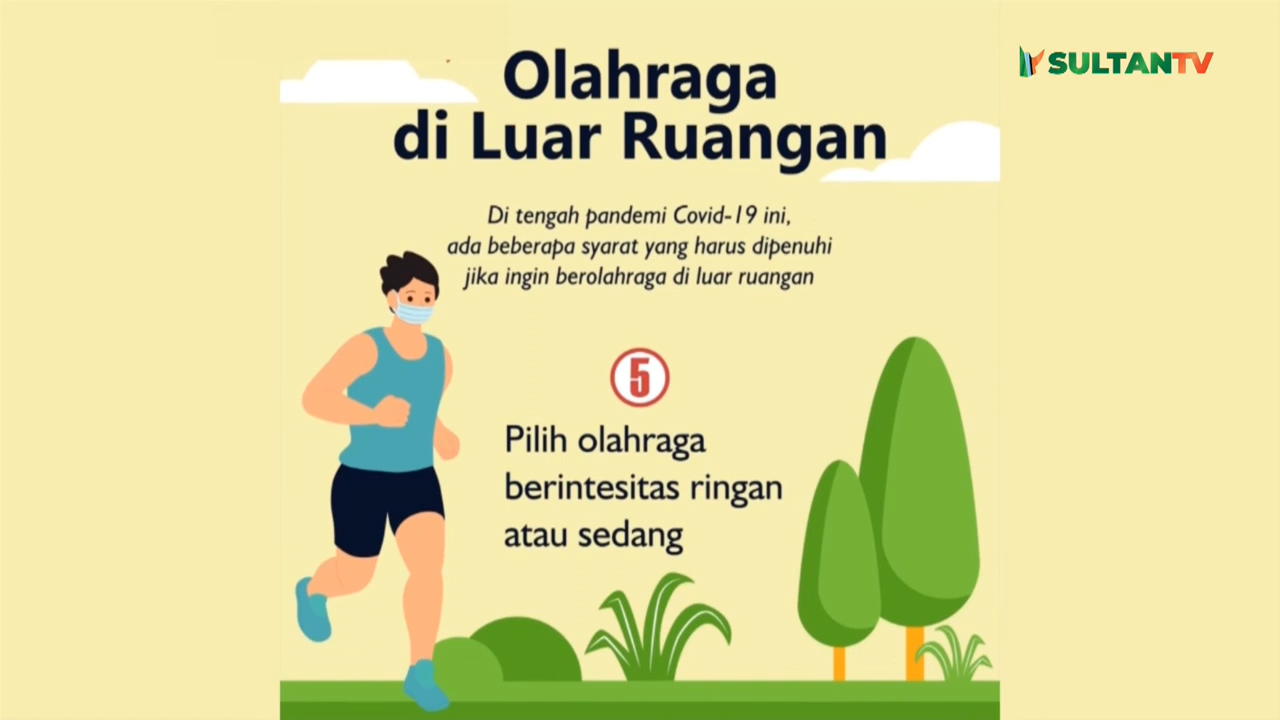 SULTANTV
Olahraga
di Luar Ruangan
Di tengah pandemi Covid-19 ini,
ada beberapa syarat yang harus dipenuhi
jika ingin berolahraga di luar ruangan
5
Pilih olahraga
berintesitas ringan
atau sedang